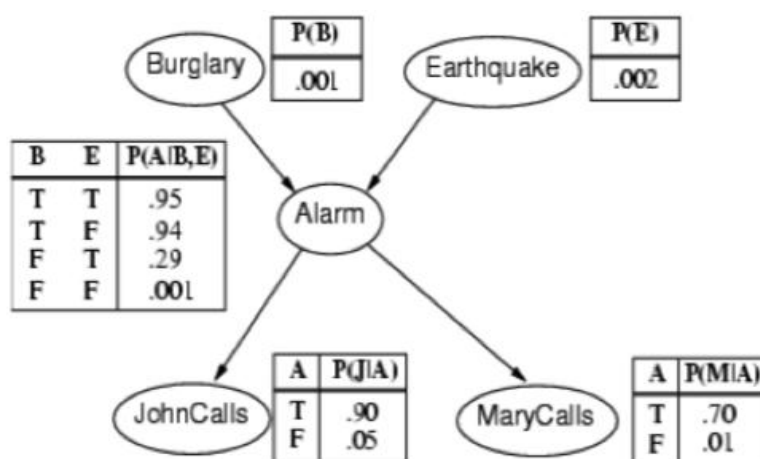 Burglary
P(B)
.001
Earthquake
P(E)
.002
B E P(A|B,E)
T T .95
T F .94
F T .29
F F .001
Alarm
JohnCalls
A P(J|A)
T .90
F .05
MaryCalls
A P(M|A)
T .70
F .01